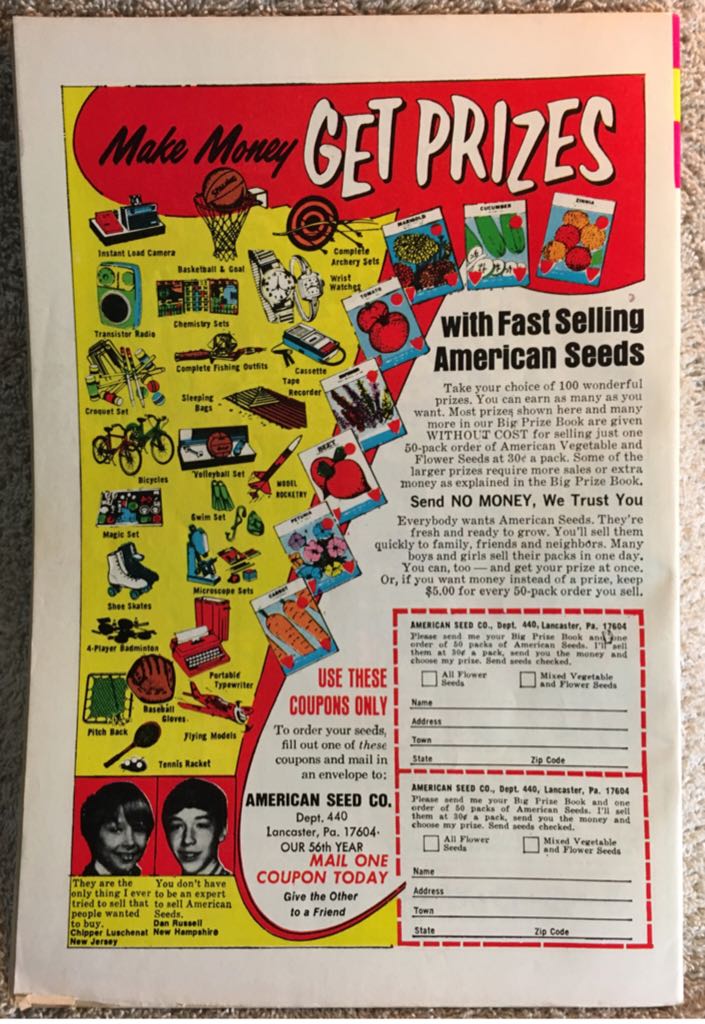 Make Money GET PRIZES
SPALDING
Instant Load Camera
Basketball & Goal
Complete
Archery Sets
Wrist
Watches
Transistor Radio
Chemistry Sets
Complete Fishing Outfits
Cassette
Tape
Recorder
Croquet Set
Sleeping
Bags
Bicycles
Volleyball Set
MODEL
ROCKETRY
Magic Set
Swim Set
Shoe Skates
Microscope Sets
4-Player Badminton
Portable
Typewriter
Pitch Back
Baseball
Gloves
Flying Models
Tennis Racket
MARIGOLD
CUCUMBER
ZINNIA
TOMATO
BEET
PETUNIA
CARROT
with Fast Selling
American Seeds
Take your choice of 100 wonderful
prizes. You can earn as many as you
want. Most prizes shown here and many
more in our Big Prize Book are given
WITHOUT COST for selling just one
50-pack order of American Vegetable and
Flower Seeds at 30¢ a pack. Some of the
larger prizes require more sales or extra
money as explained in the Big Prize Book.
Send NO MONEY, We Trust You
Everybody wants American Seeds. They're
fresh and ready to grow. You'll sell them
quickly to family, friends and neighbors. Many
boys and girls sell their packs in one day.
You can, too — and get your prize at once.
Or, if you want money instead of a prize, keep
$5.00 for every 50-pack order you sell.
USE THESE
COUPONS ONLY
To order your seeds,
fill out one of these
coupons and mail in
an envelope to:
AMERICAN SEED CO.
Dept. 440
Lancaster, Pa. 17604
OUR 56th YEAR
MAIL ONE
COUPON TODAY
Give the Other
to a Friend
AMERICAN SEED CO., Dept. 440, Lancaster, Pa. 17604
Please send me your Big Prize Book and one
order of 50 packs of American Seeds. I'll sell
them at 30¢ a pack, send you the money and
choose my prize. Send seeds checked.
All Flower
Seeds
Mixed Vegetable
and Flower Seeds
Name
Address
Town
State Zip Code
AMERICAN SEED CO., Dept. 440, Lancaster, Pa. 17604
Please send me your Big Prize Book and one
order of 50 packs of American Seeds. I'll sell
them at 30¢ a pack, send you the money and
choose my prize. Send seeds checked.
All Flower
Seeds
Mixed Vegetable
and Flower Seeds
Name
Address
Town
State Zip Code
They are the
only thing I ever
tried to sell that
people wanted
to buy.
Chipper Luschenat
New Jersey
You don't have
to be an expert
to sell American
Seeds.
Dan Russell
New Hampshire